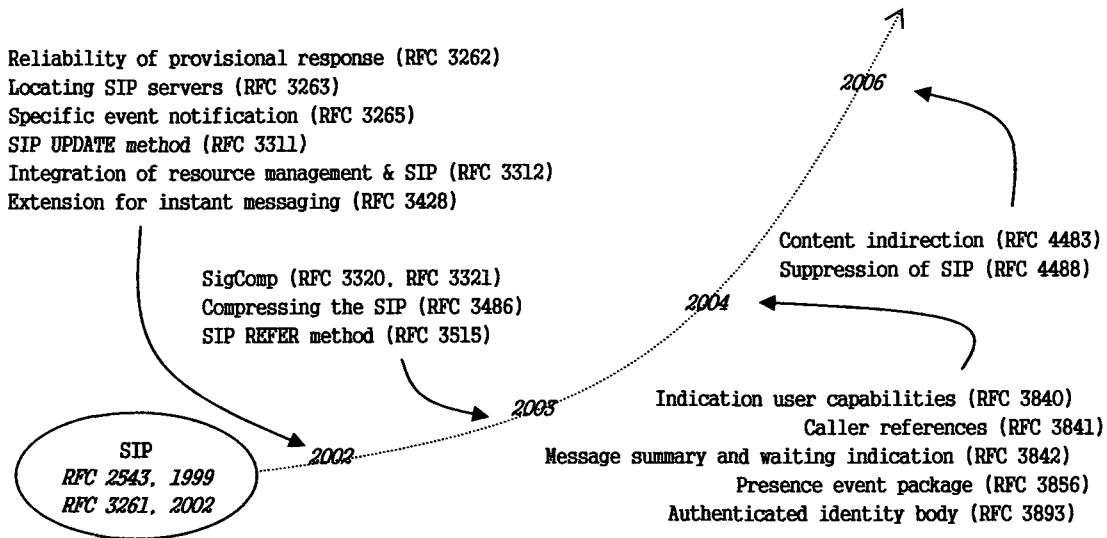 Reliability of provisional response (RFC 3262)
Locating SIP servers (RFC 3263)
Specific event notification (RFC 3265)
SIP UPDATE method (RFC 3311)
Integration of resource management & SIP (RFC 3312)
Extension for instant messaging (RFC 3428)
2006
Content indirection (RFC 4483)
Suppression of SIP (RFC 4488)
SigComp (RFC 3320, RFC 3321)
Compressing the SIP (RFC 3486)
SIP REFER method (RFC 3515)
2004
2003
Indication user capabilities (RFC 3840)
Caller references (RFC 3841)
Message summary and waiting indication (RFC 3842)
Presence event package (RFC 3856)
Authenticated identity body (RFC 3893)
2002
SIP
RFC 2543, 1999
RFC 3261, 2002